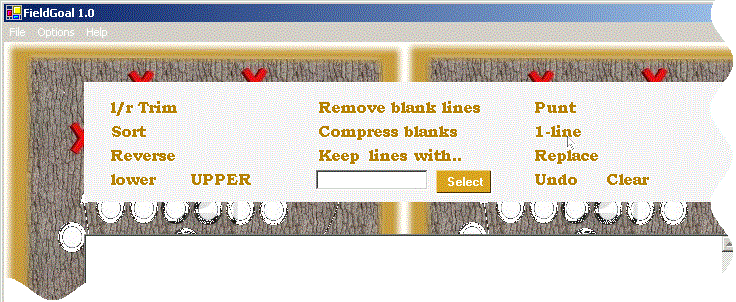 FieldGoal 1.0
File Options Help
l/r Trim Remove blank lines Punt
Sort Compress blanks 1-line
Reverse Keep lines with.. Replace
lower UPPER Select Undo Clear